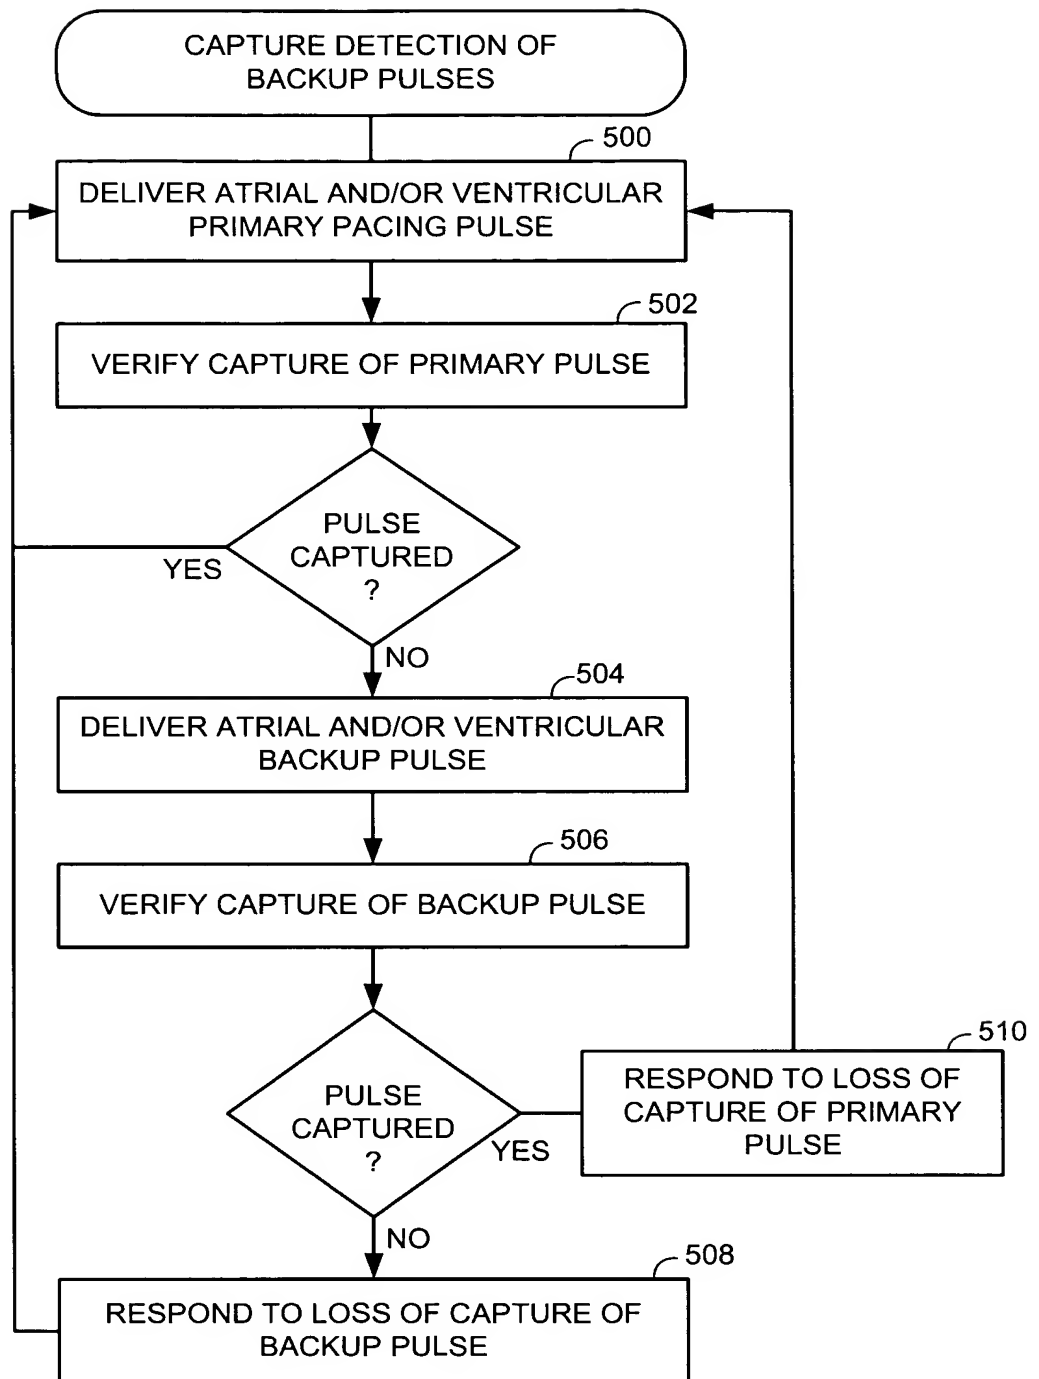 CAPTURE DETECTION OF
BACKUP PULSES
500
DELIVER ATRIAL AND/OR VENTRICULAR
PRIMARY PACING PULSE
502
VERIFY CAPTURE OF PRIMARY PULSE
PULSE
CAPTURED
?
YES
NO
504
DELIVER ATRIAL AND/OR VENTRICULAR
BACKUP PULSE
506
VERIFY CAPTURE OF BACKUP PULSE
PULSE
CAPTURED
?
YES
510
RESPOND TO LOSS OF
CAPTURE OF PRIMARY
PULSE
NO
508
RESPOND TO LOSS OF CAPTURE OF
BACKUP PULSE